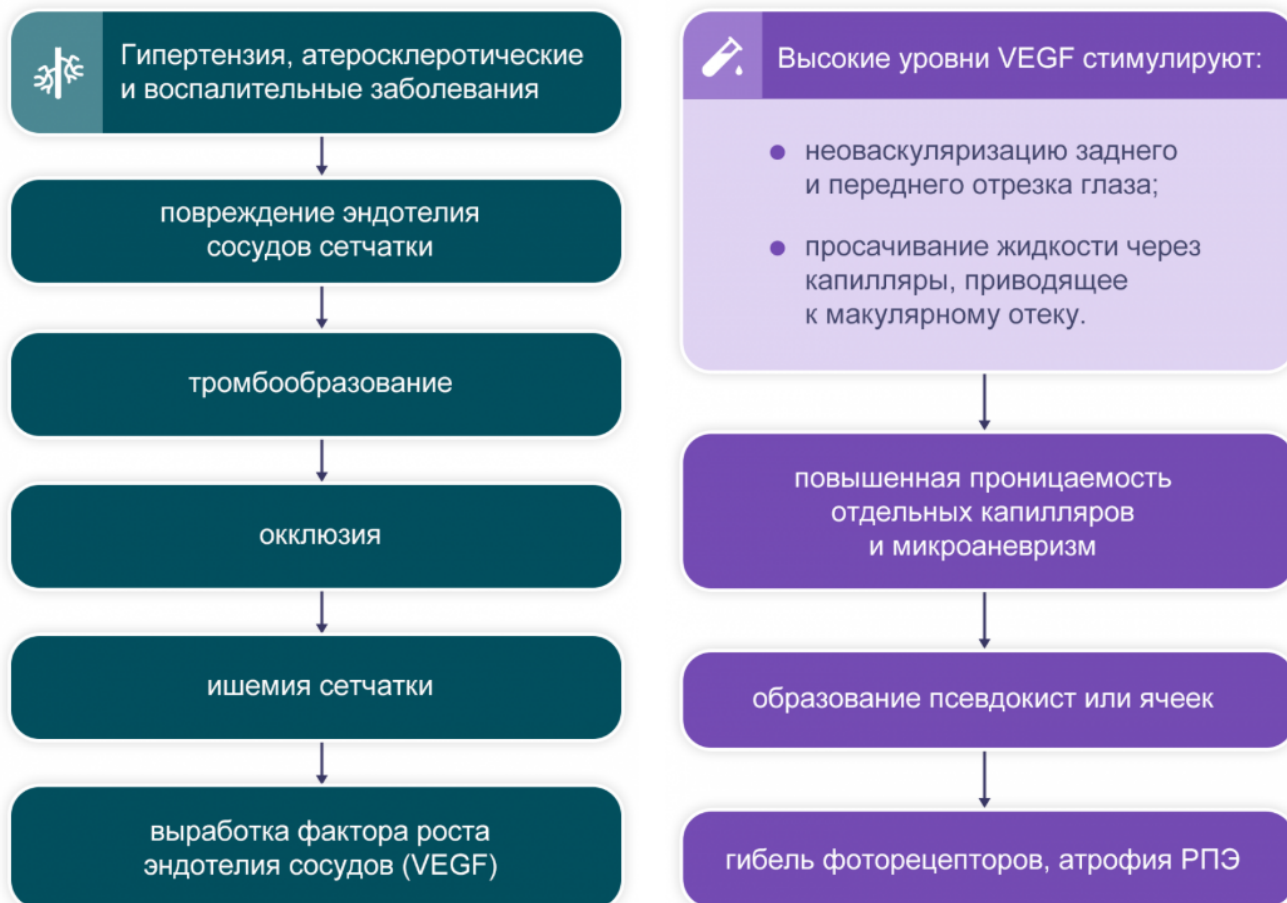 Гипертензия, атеросклеротические
и воспалительные заболевания
повреждение эндотелия
сосудов сетчатки
тромбообразование
окклюзия
ишемия сетчатки
выработка фактора роста
эндотелия сосудов (VEGF)
Высокие уровни VEGF стимулируют:
неоваскуляризацию заднего
и переднего отрезка глаза;
просачивание жидкости через
капилляры, приводящее
к макулярному отеку.
повышенная проницаемость
отдельных капилляров
и микроаневризм
образование псевдокист или ячеек
гибель фоторецепторов, атрофия РПЭ